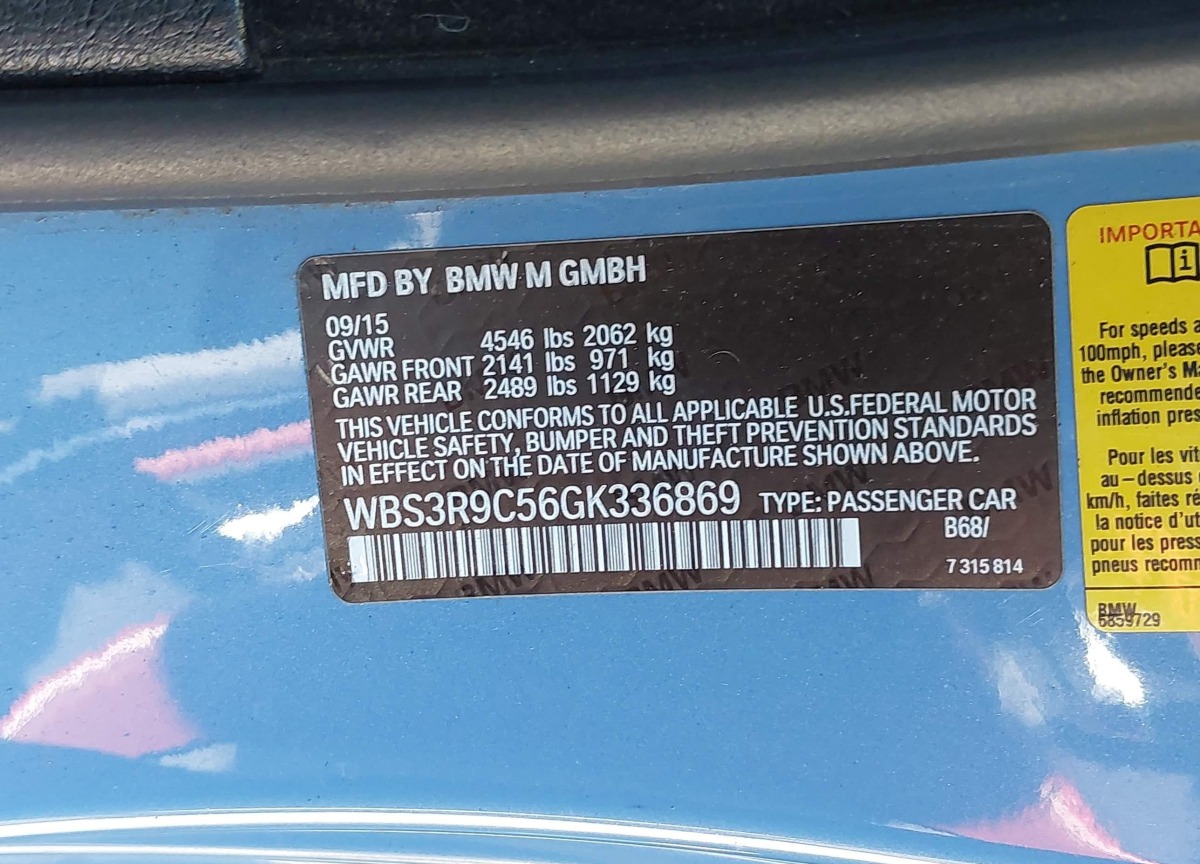 MFD BY BMW M GMBH
09/15
GVWR 4546 lbs 2062 kg
GAWR FRONT 2141 lbs 971 kg
GAWR REAR 2489 lbs 1129 kg
THIS VEHICLE CONFORMS TO ALL APPLICABLE U.S.FEDERAL MOTOR
VEHICLE SAFETY, BUMPER AND THEFT PREVENTION STANDARDS
IN EFFECT ON THE DATE OF MANUFACTURE SHOWN ABOVE.
WBS3R9C56GK336869 TYPE: PASSENGER CAR
B68/
7 315 814
IMPORTA
i
For speeds a
100mph, please
the Owner's Ma
recommende
inflation pres
Pour les vit
au-dessus
km/h, faites ré
la notice d'ut
pour les press
pneus recomm
BMW
6859729